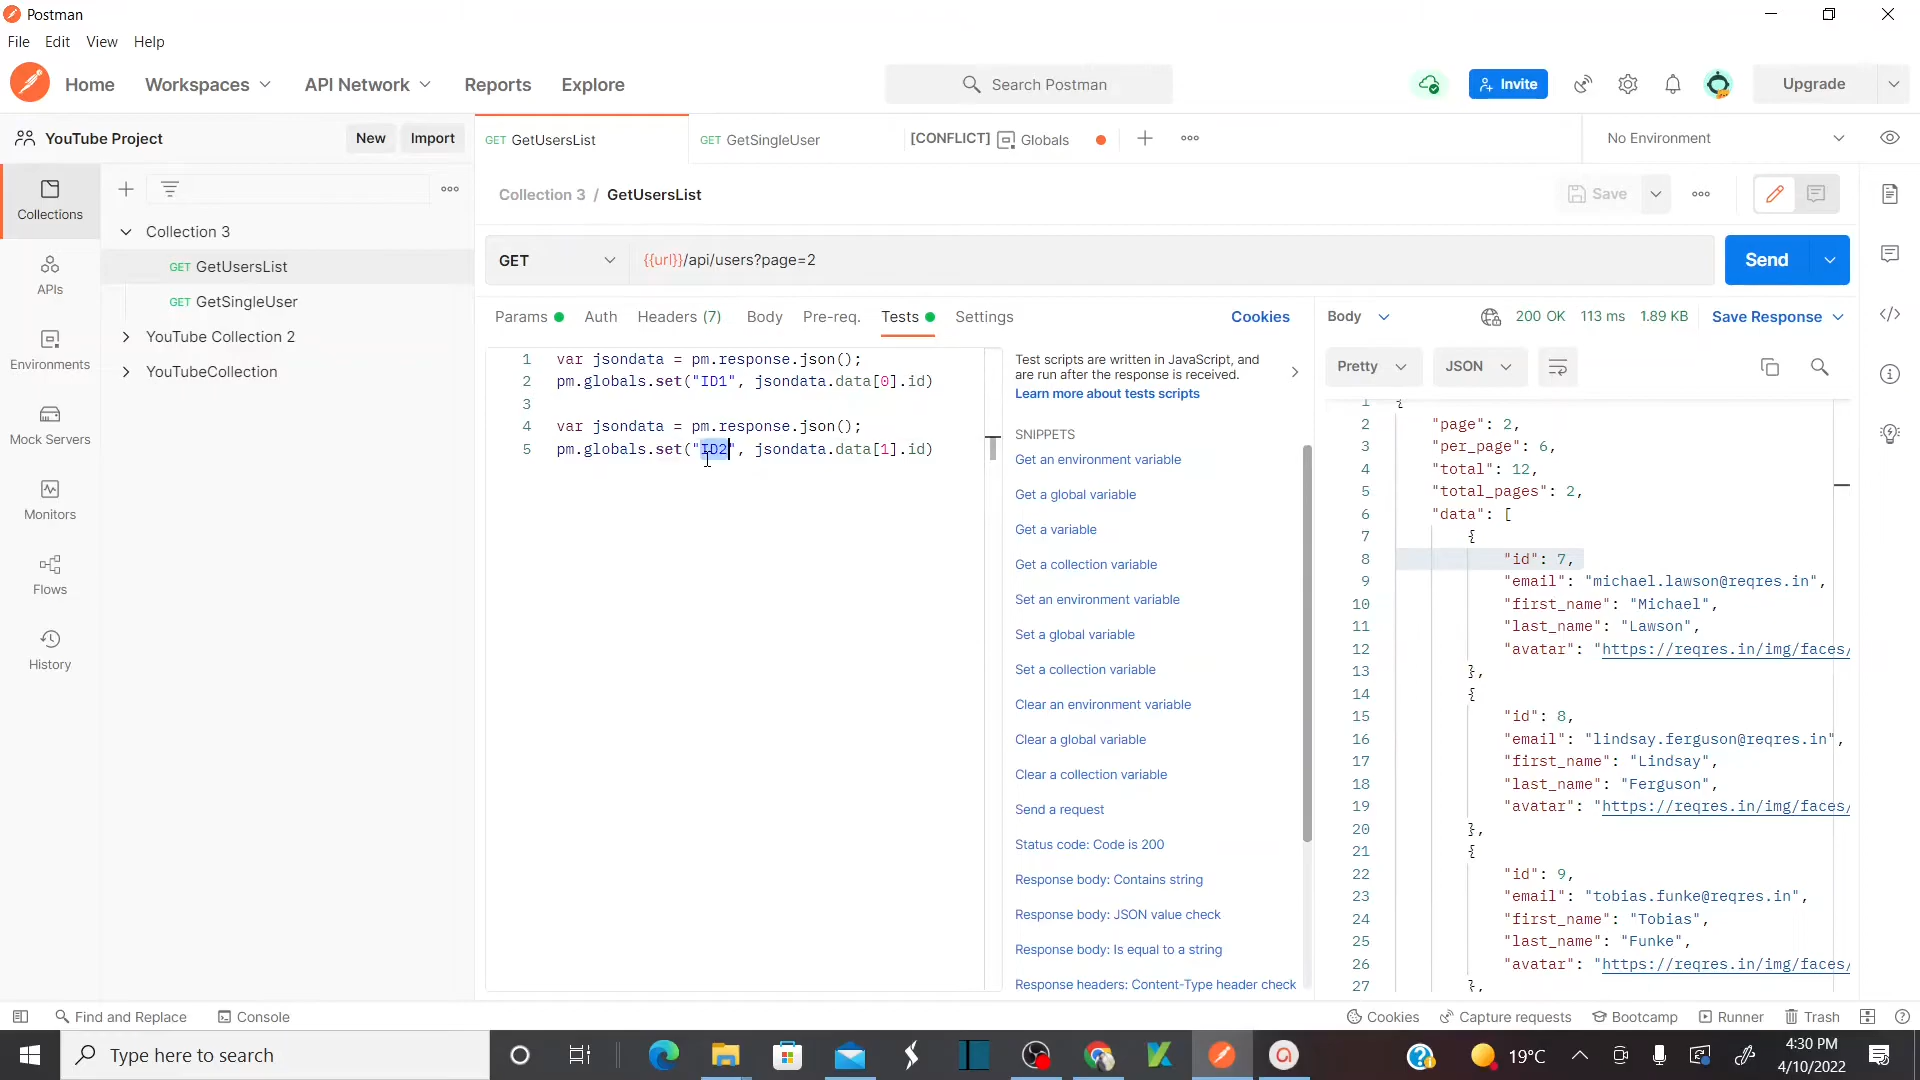 Postman
File Edit View Help
Home Workspaces API Network Reports Explore
Search Postman
Invite
Upgrade
YouTube Project
New Import
GET GetUsersList
GET GetSingleUser
[CONFLICT] Globals
No Environment
Collections
APIs
Environments
Mock Servers
Monitors
Flows
History
Collection 3
GET GetUsersList
GET GetSingleUser
YouTube Collection 2
YouTubeCollection
Collection 3 / GetUsersList
Save
GET {{url}}/api/users?page=2
Send
Params Auth Headers (7) Body Pre-req. Tests Settings
Cookies
1 var jsondata = pm.response.json();
2 pm.globals.set("ID1", jsondata.data[0].id)
3
4 var jsondata = pm.response.json();
5 pm.globals.set("ID2", jsondata.data[1].id)
Test scripts are written in JavaScript, and
are run after the response is received.
Learn more about tests scripts
SNIPPETS
Get an environment variable
Get a global variable
Get a variable
Get a collection variable
Set an environment variable
Set a global variable
Set a collection variable
Clear an environment variable
Clear a global variable
Clear a collection variable
Send a request
Status code: Code is 200
Response body: Contains string
Response body: JSON value check
Response body: Is equal to a string
Response headers: Content-Type header check
Body
200 OK 113 ms 1.89 KB Save Response
Pretty JSON
1 {
2 "page": 2,
3 "per_page": 6,
4 "total": 12,
5 "total_pages": 2,
6 "data": [
7 {
8 "id": 7,
9 "email": "michael.lawson@reqres.in",
10 "first_name": "Michael",
11 "last_name": "Lawson",
12 "avatar": "https://reqres.in/img/faces/
13 },
14 {
15 "id": 8,
16 "email": "lindsay.ferguson@reqres.in",
17 "first_name": "Lindsay",
18 "last_name": "Ferguson",
19 "avatar": "https://reqres.in/img/faces/
20 },
21 {
22 "id": 9,
23 "email": "tobias.funke@reqres.in",
24 "first_name": "Tobias",
25 "last_name": "Funke",
26 "avatar": "https://reqres.in/img/faces/
27 },
Find and Replace Console
Cookies Capture requests Bootcamp Runner Trash
Type here to search
19°C
4:30 PM
4/10/2022